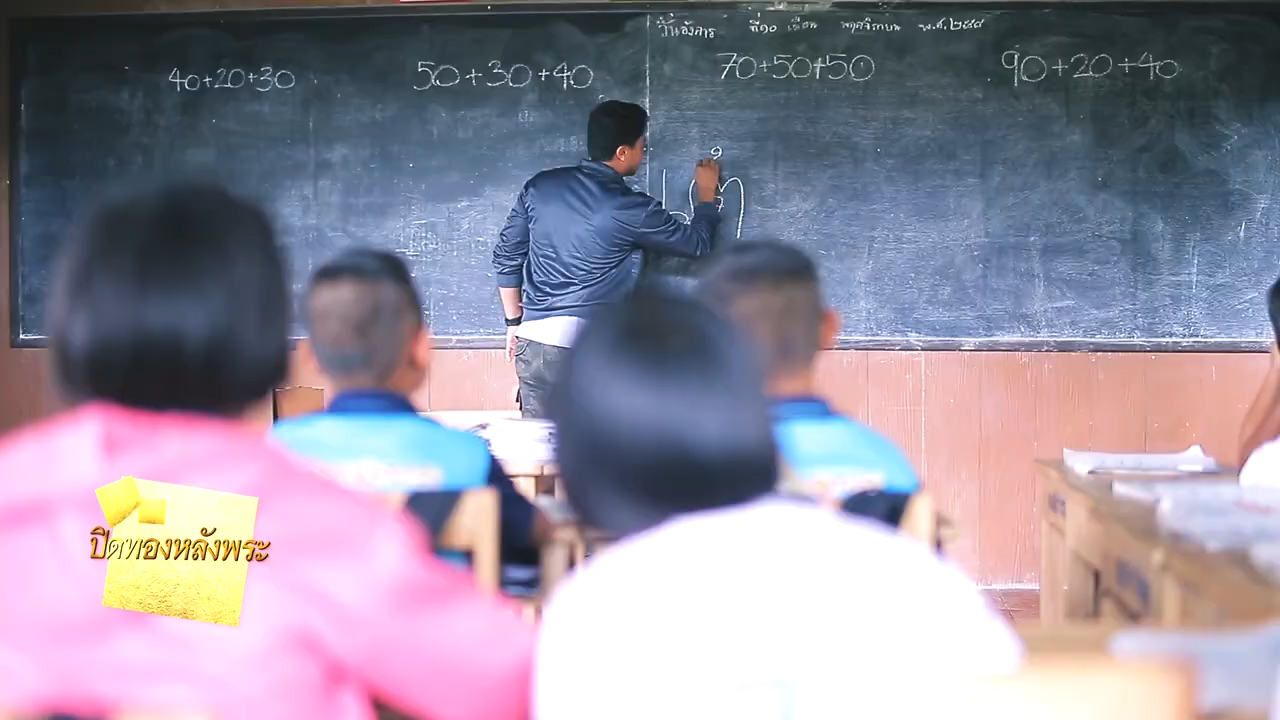 วันอังคาร ที่๑๐ เดือน พฤศจิกายน พ.ศ.๒๕๕๘
40+20+30 50+30+40 70+50+50 90+20+40
ปิดทองหลังพระ